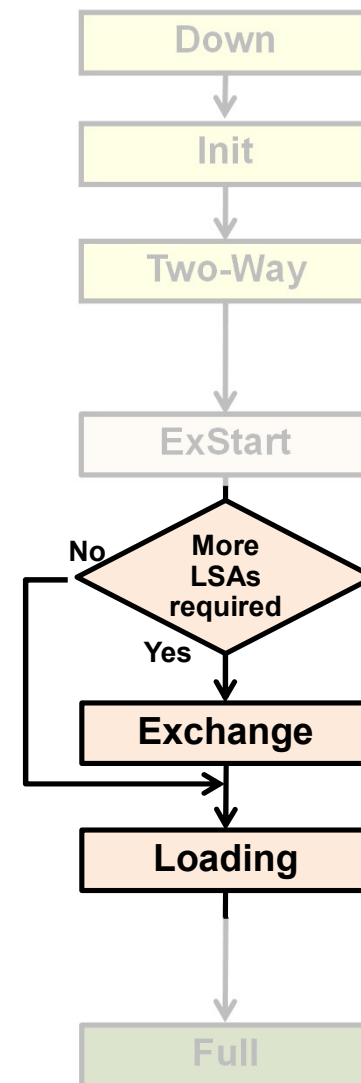 Down
Init
Two-Way
ExStart
No
More
LSAs
required
Yes
Exchange
Loading
Full